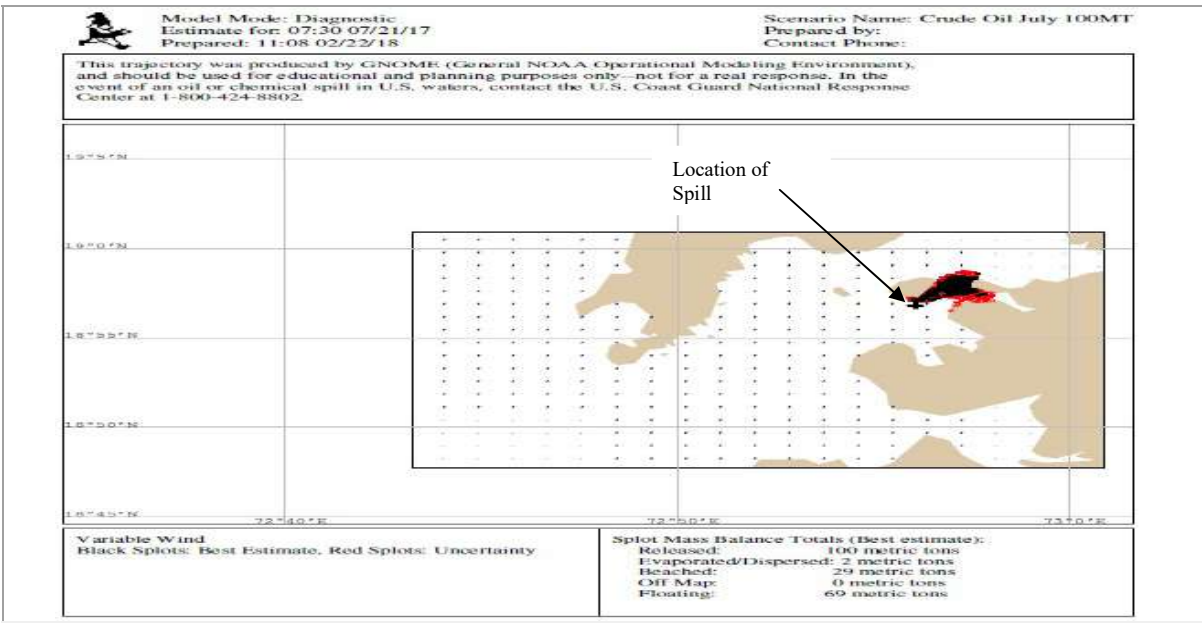 Model Mode: Diagnostic
Estimate for: 07:30 07/21/17
Prepared: 11:08 02/22/18
Scenario Name: Crude Oil July 100MT
Prepared by:
Contact Phone:
This trajectory was produced by GNOME (General NOAA Operational Modeling Environment),
and should be used for educational and planning purposes only--not for a real response. In the
event of an oil or chemical spill in U.S. waters, contact the U.S. Coast Guard National Response
Center at 1-800-424-8802.
19°5'N
Location of
Spill
19°0'N
18°55'N
18°50'N
18°45'N
72°40'E
72°50'E
73°0'E
Variable Wind
Black Splots: Best Estimate, Red Splots: Uncertainty
Splot Mass Balance Totals (Best estimate):
Released: 100 metric tons
Evaporated/Dispersed: 2 metric tons
Beached: 29 metric tons
Off Map: 0 metric tons
Floating: 69 metric tons